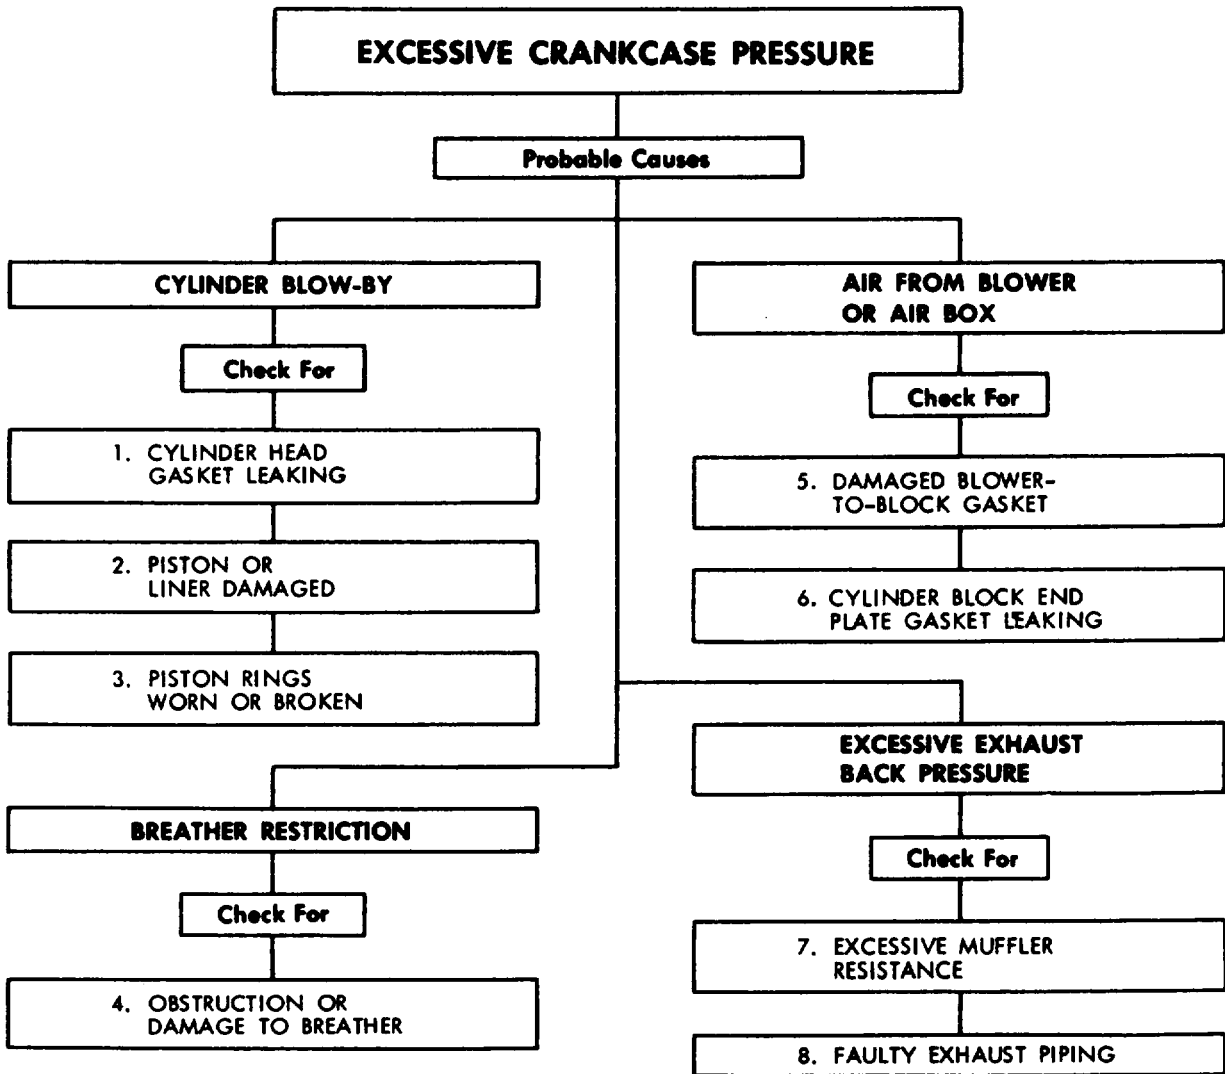 EXCESSIVE CRANKCASE PRESSURE
Probable Causes
CYLINDER BLOW-BY
Check For
1. CYLINDER HEAD
GASKET LEAKING
2. PISTON OR
LINER DAMAGED
3. PISTON RINGS
WORN OR BROKEN
BREATHER RESTRICTION
Check For
4. OBSTRUCTION OR
DAMAGE TO BREATHER
AIR FROM BLOWER
OR AIR BOX
Check For
5. DAMAGED BLOWER-
TO-BLOCK GASKET
6. CYLINDER BLOCK END
PLATE GASKET LEAKING
EXCESSIVE EXHAUST
BACK PRESSURE
Check For
7. EXCESSIVE MUFFLER
RESISTANCE
8. FAULTY EXHAUST PIPING